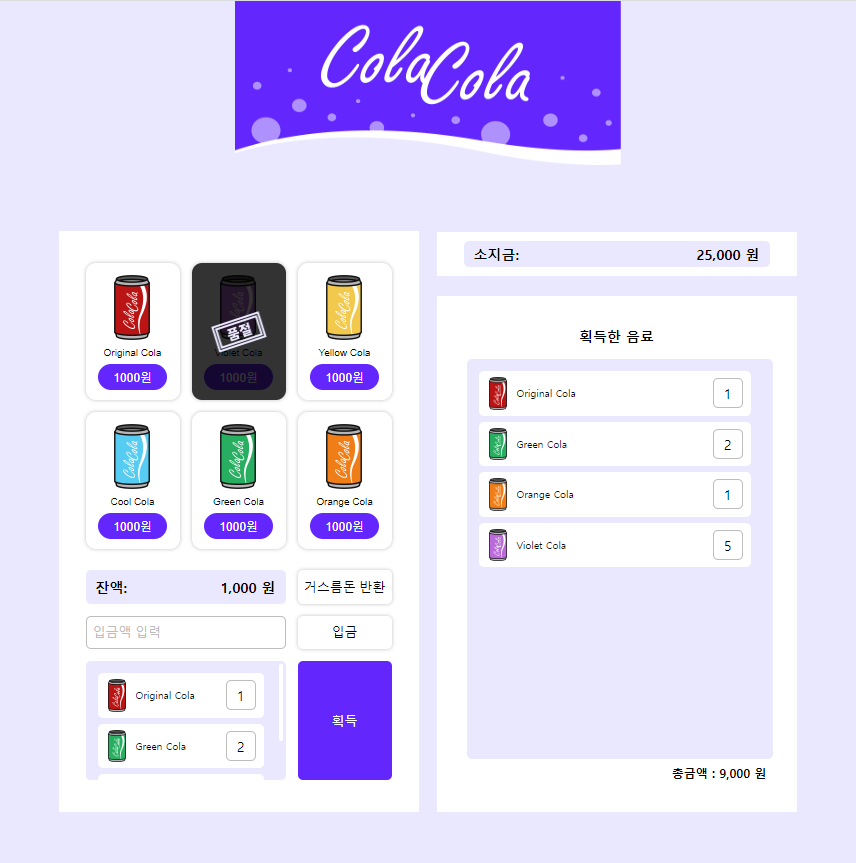 ColaCola
Original Cola
1000원
품절
Violet Cola
1000원
Yellow Cola
1000원
Cool Cola
1000원
Green Cola
1000원
Orange Cola
1000원
잔액: 1,000 원
거스름돈 반환
입금액 입력
입금
Original Cola 1
Green Cola 2
획득
소지금: 25,000 원
획득한 음료
Original Cola 1
Green Cola 2
Orange Cola 1
Violet Cola 5
총금액 : 9,000 원